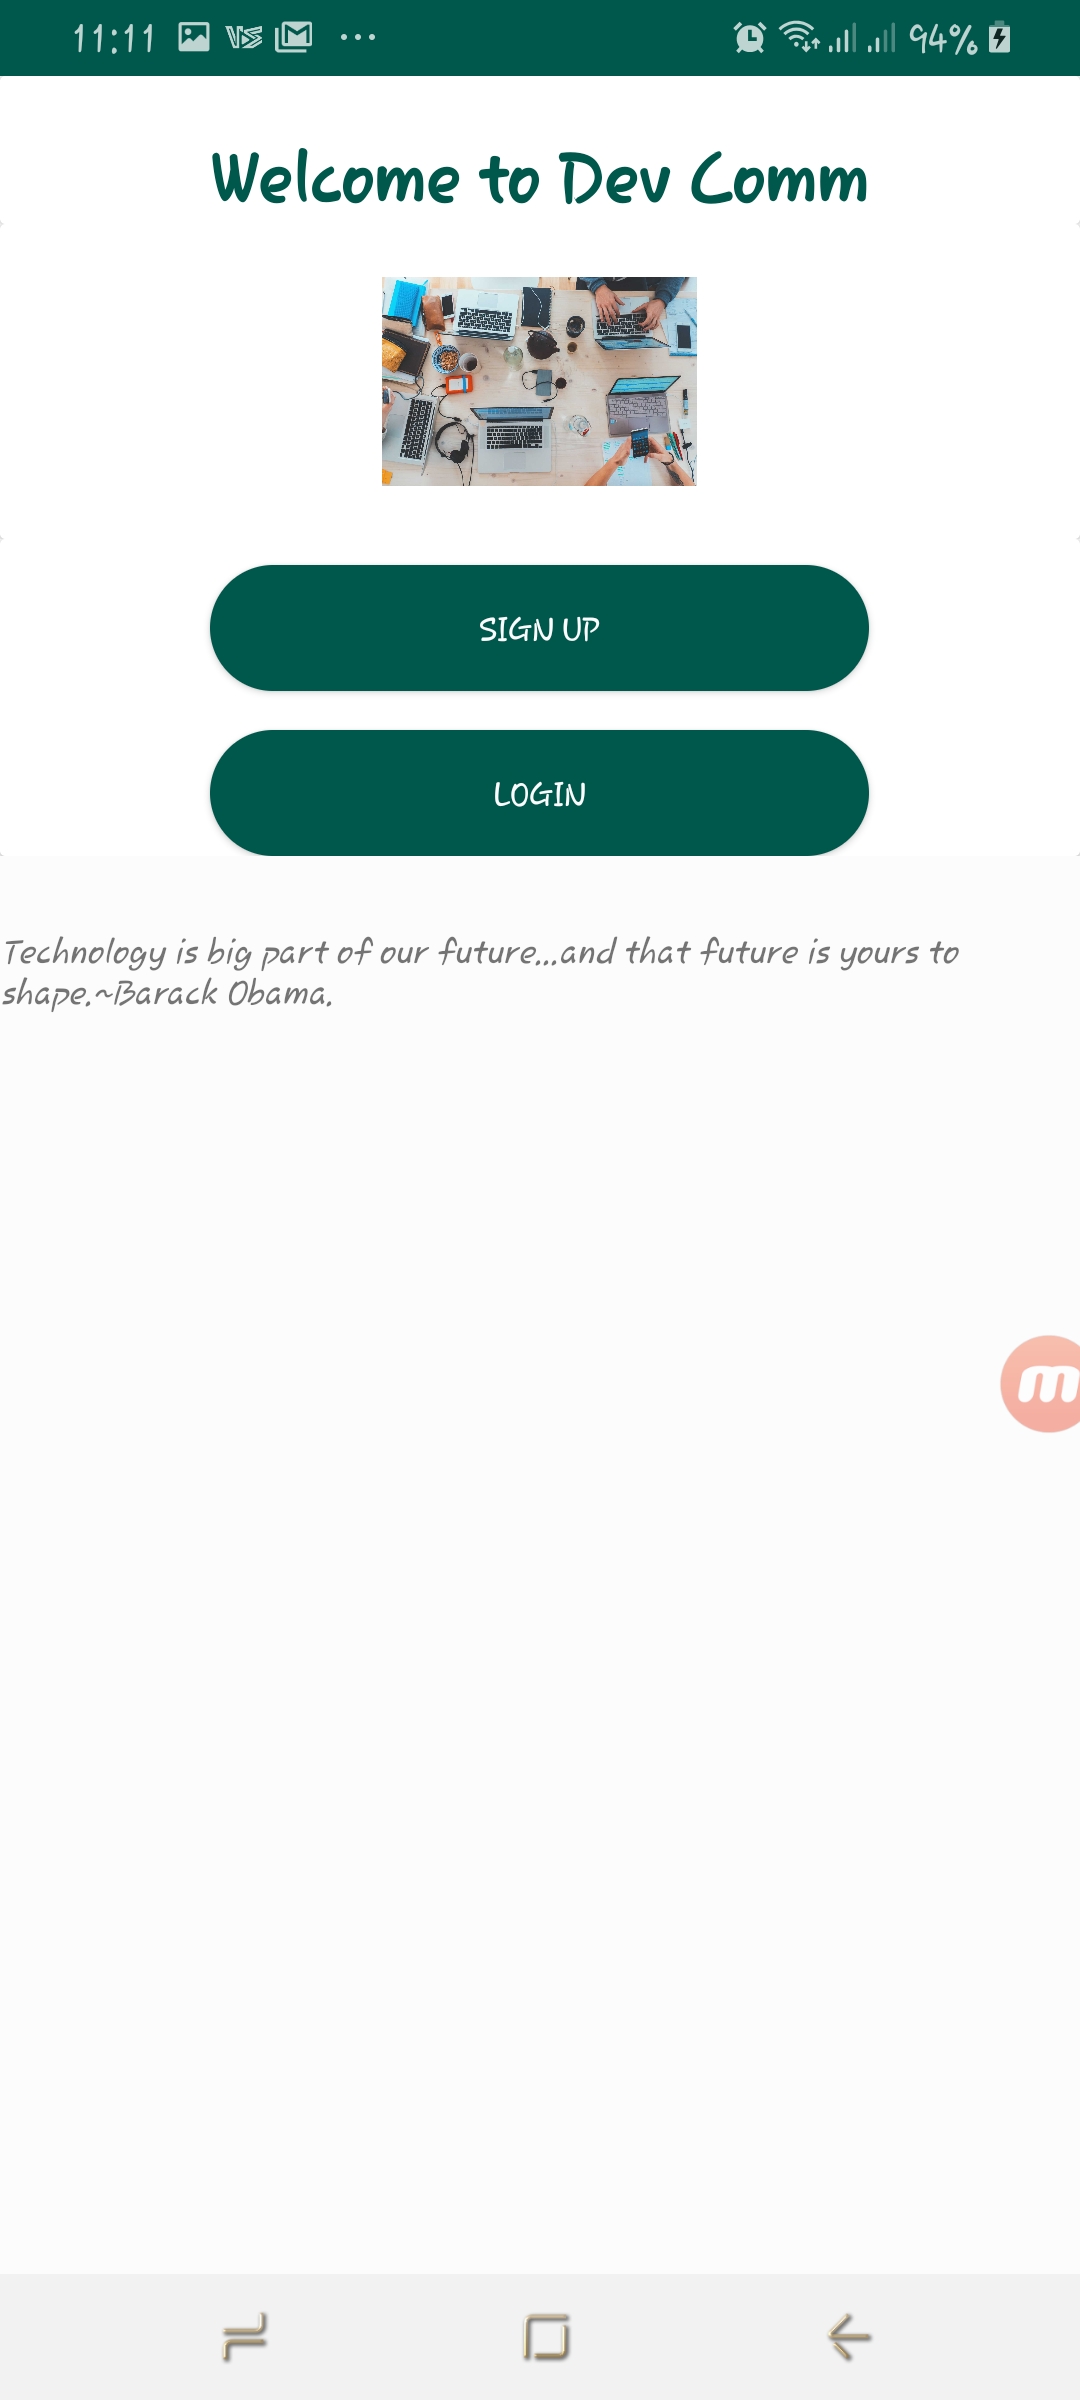 11:11 VS M 94%
Welcome to Dev Comm
SIGN UP
LOGIN
Technology is big part of our future...and that future is yours to
shape.~Barack Obama.
m